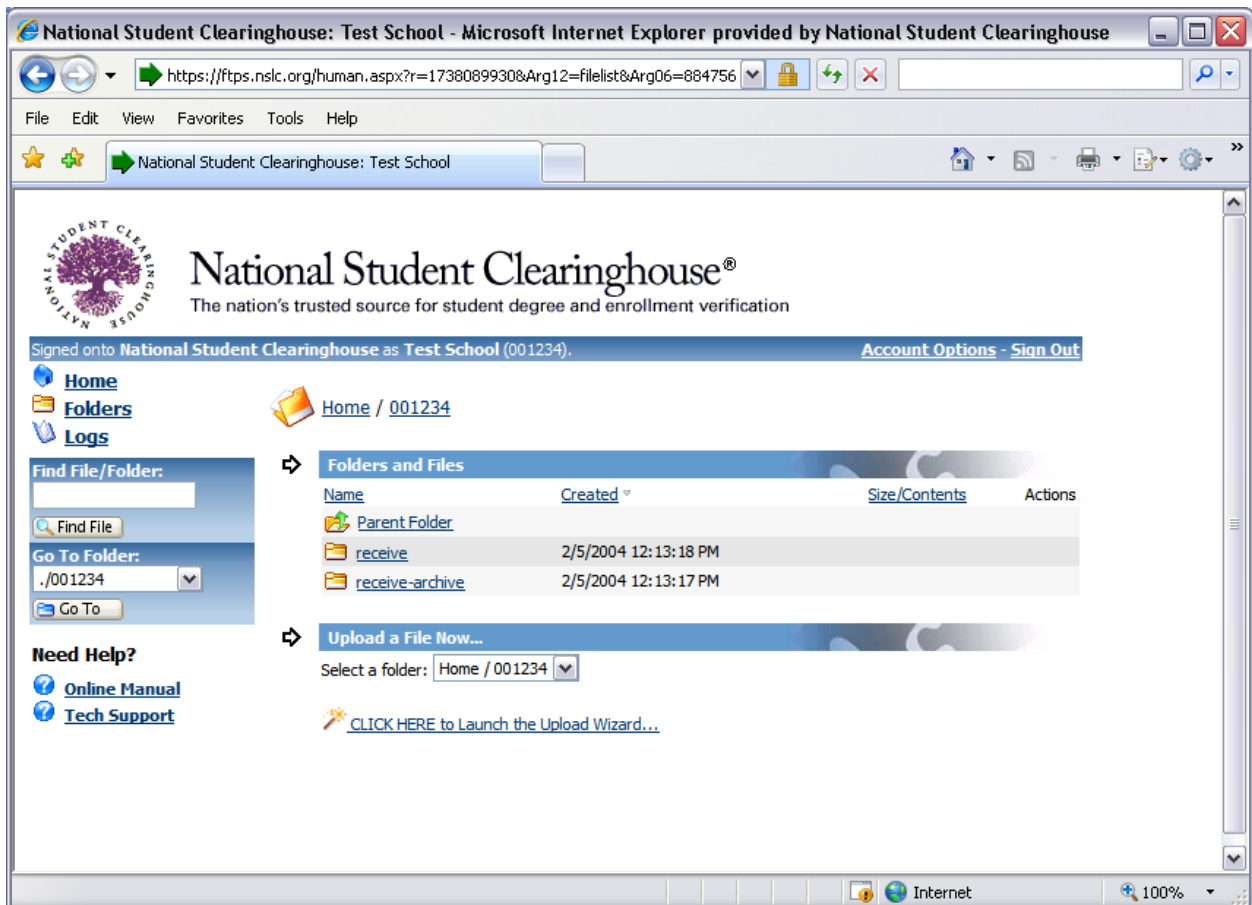 National Student Clearinghouse: Test School - Microsoft Internet Explorer provided by National Student Clearinghouse
https://ftps.nslc.org/human.aspx?r=1738089930&Arg12=filelist&Arg06=884756
File Edit View Favorites Tools Help
National Student Clearinghouse: Test School
NATIONAL STUDENT CLEARINGHOUSE
National Student Clearinghouse®
The nation's trusted source for student degree and enrollment verification
Signed onto National Student Clearinghouse as Test School (001234). Account Options - Sign Out
Home
Folders
Logs
Home / 001234
Find File/Folder:
Find File
Go To Folder:
./001234
Go To
Need Help?
Online Manual
Tech Support
Folders and Files
Name Created Size/Contents Actions
Parent Folder
receive 2/5/2004 12:13:18 PM
receive-archive 2/5/2004 12:13:17 PM
Upload a File Now...
Select a folder: Home / 001234
CLICK HERE to Launch the Upload Wizard...
Internet 100%